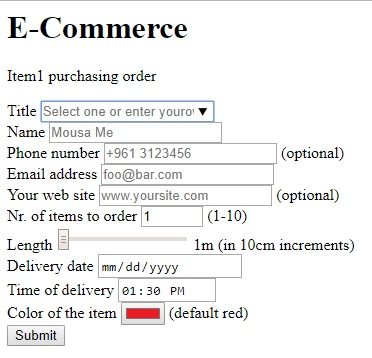 E-Commerce
Item1 purchasing order
Title Select one or enter yourov
Name Mousa Me
Phone number +961 3123456 (optional)
Email address foo@bar.com
Your web site www.yoursite.com (optional)
Nr. of items to order 1 (1-10)
Length 1m (in 10cm increments)
Delivery date mm/dd/yyyy
Time of delivery 01:30 PM
Color of the item (default red)
Submit